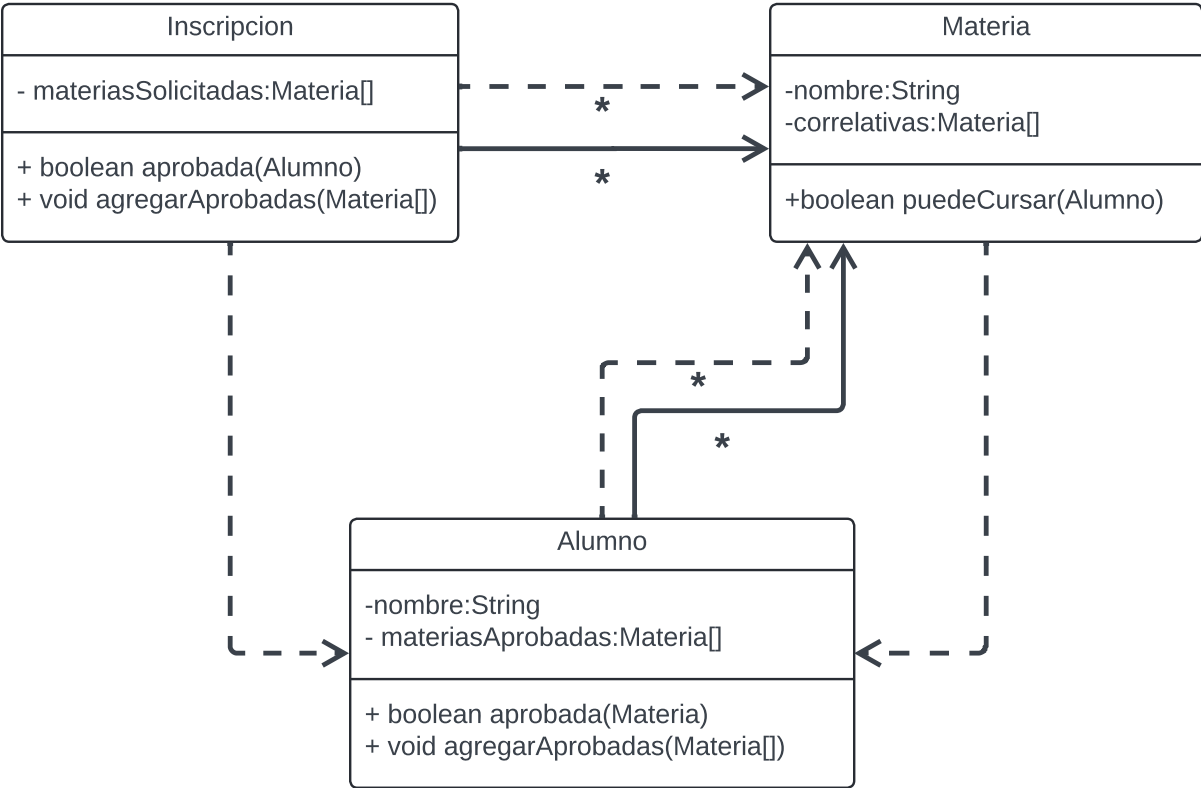 Inscripcion
- materiasSolicitadas:Materia[]
+ boolean aprobada(Alumno)
+ void agregarAprobadas(Materia[])
Materia
-nombre:String
-correlativas:Materia[]
+boolean puedeCursar(Alumno)
*
*
*
*
Alumno
-nombre:String
- materiasAprobadas:Materia[]
+ boolean aprobada(Materia)
+ void agregarAprobadas(Materia[])